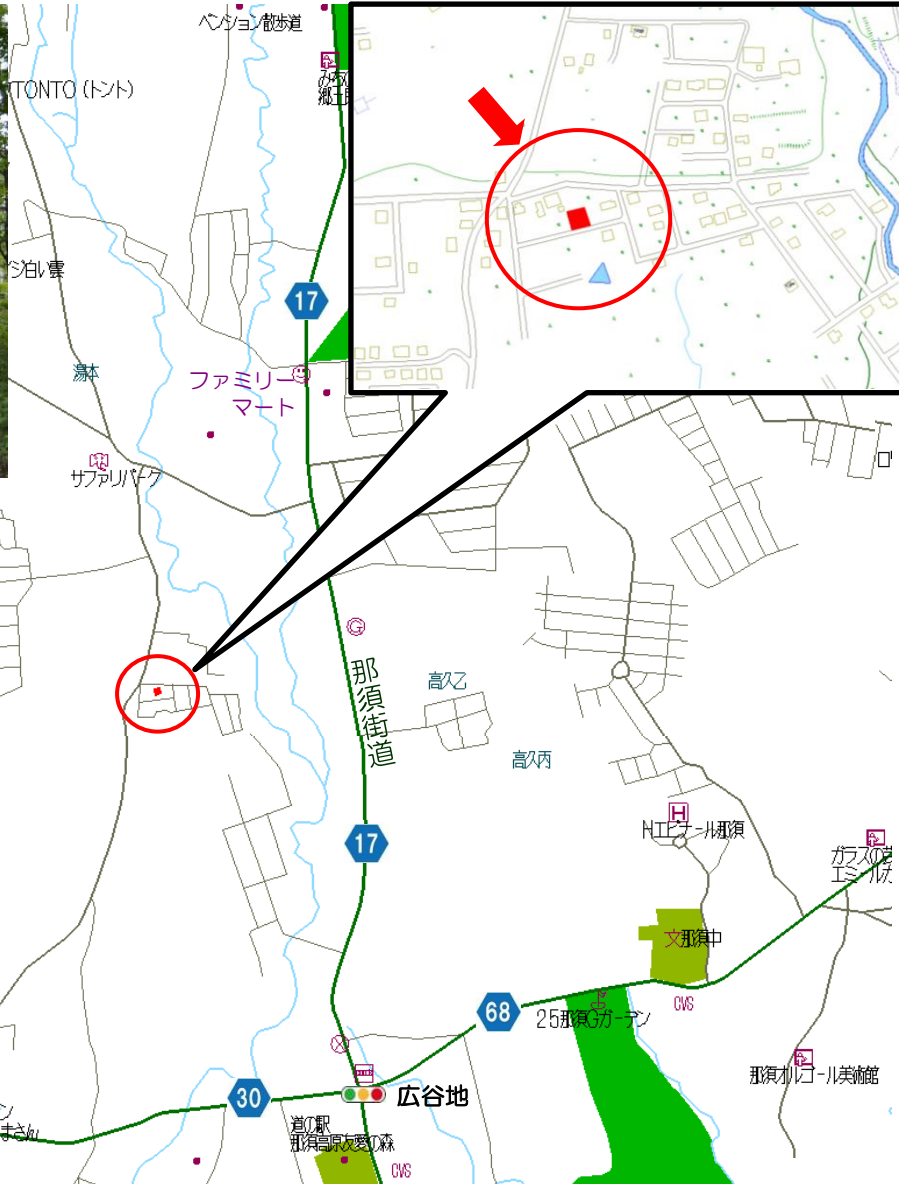 ペンション散歩道
TONTO (トント)
17
湯本
ファミリー
マート
サファリパーク
那須街道
高久乙
高久丙
17
H
Nエピナール那須
ガラスの芸
エミールガ
文那須中
CVS
68
25那須Gガーデン
那須オルゴール美術館
30
広谷地
道の駅
那須高原友愛の森
CVS